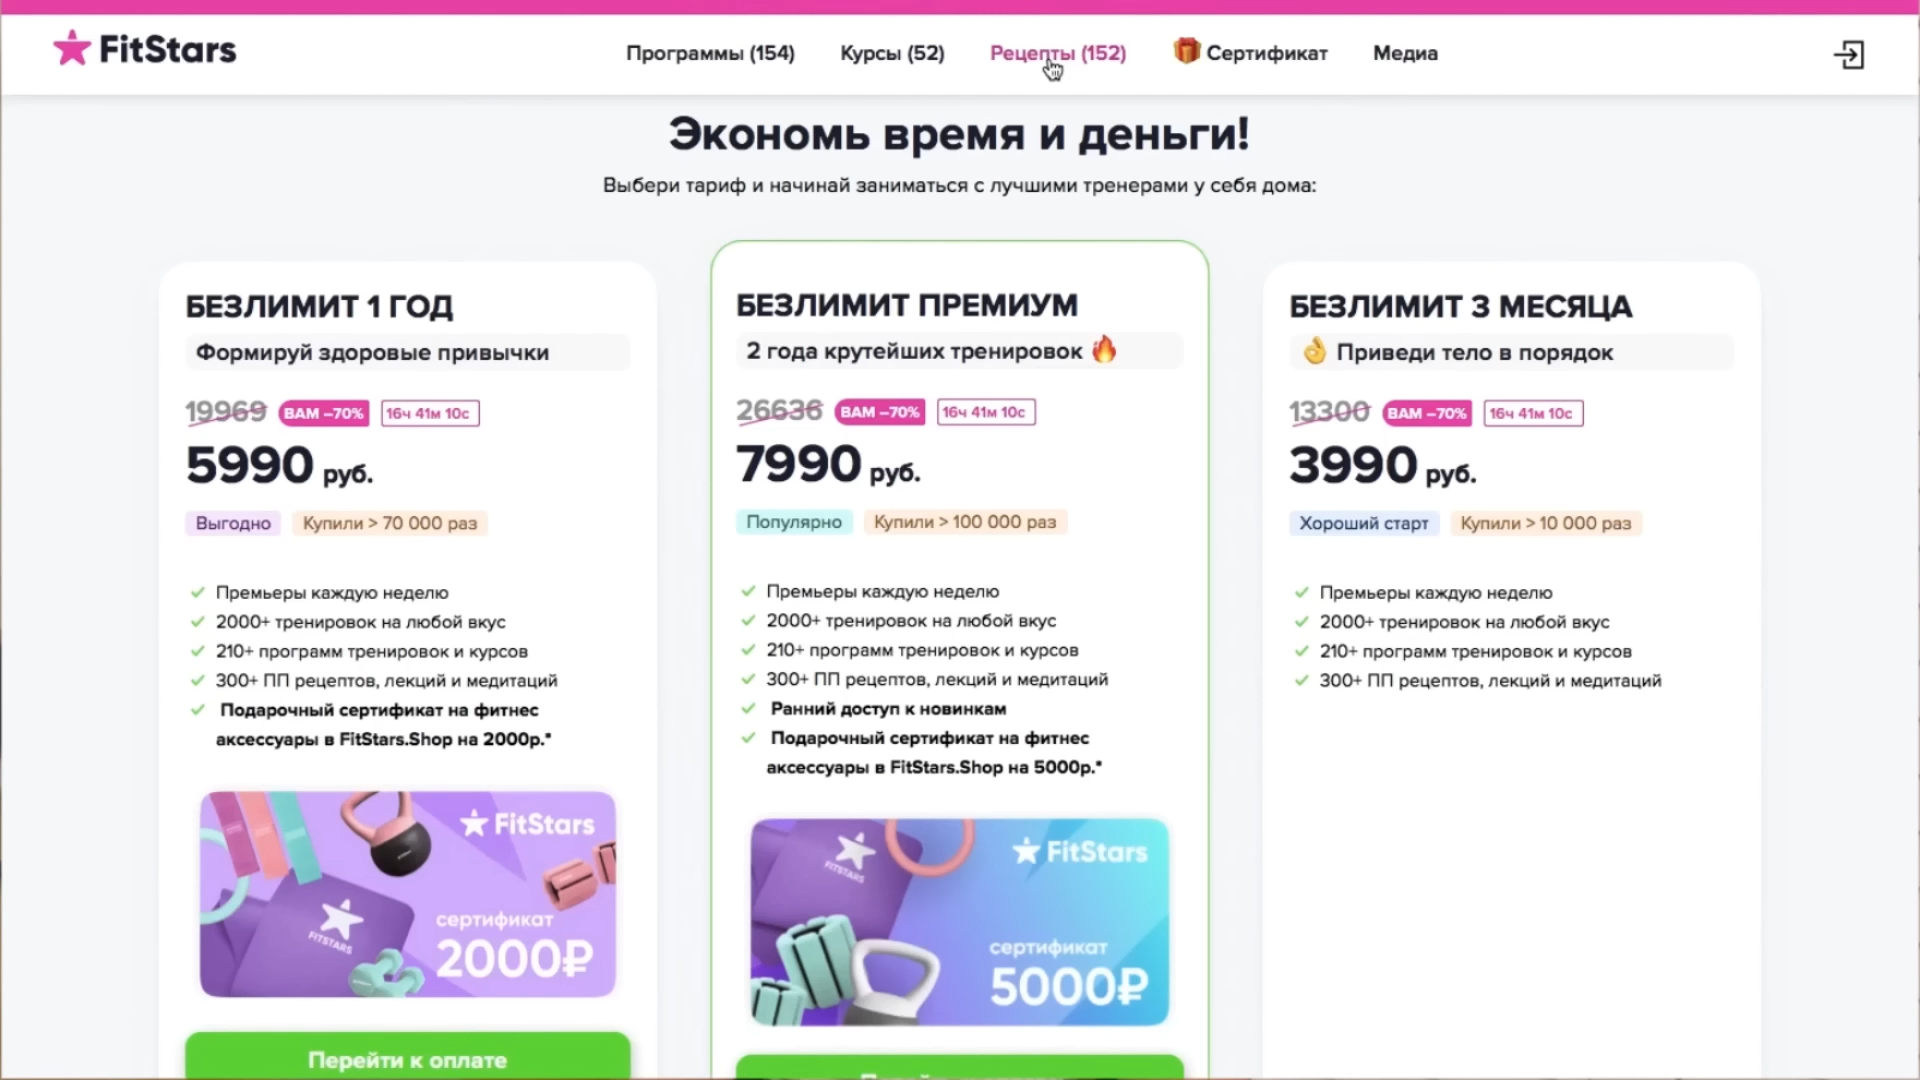 FitStars
Программы (154)
Курсы (52)
Рецепты (152)
Сертификат
Медиа
Экономь время и деньги!
Выбери тариф и начинай заниматься с лучшими тренерами у себя дома:
БЕЗЛИМИТ 1 ГОД
Формируй здоровые привычки
19969 ВАМ –70% 16ч 41м 10с
5990 руб.
Выгодно Купили > 70 000 раз
Премьеры каждую неделю
2000+ тренировок на любой вкус
210+ программ тренировок и курсов
300+ ПП рецептов, лекций и медитаций
Подарочный сертификат на фитнес
аксессуары в FitStars.Shop на 2000р.*
FitStars
FITSTARS
сертификат
2000₽
Перейти к оплате
БЕЗЛИМИТ ПРЕМИУМ
2 года крутейших тренировок
26636 ВАМ –70% 16ч 41м 10с
7990 руб.
Популярно Купили > 100 000 раз
Премьеры каждую неделю
2000+ тренировок на любой вкус
210+ программ тренировок и курсов
300+ ПП рецептов, лекций и медитаций
Ранний доступ к новинкам
Подарочный сертификат на фитнес
аксессуары в FitStars.Shop на 5000р.*
FITSTARS
FitStars
сертификат
5000₽
БЕЗЛИМИТ 3 МЕСЯЦА
Приведи тело в порядок
13300 ВАМ –70% 16ч 41м 10с
3990 руб.
Хороший старт Купили > 10 000 раз
Премьеры каждую неделю
2000+ тренировок на любой вкус
210+ программ тренировок и курсов
300+ ПП рецептов, лекций и медитаций